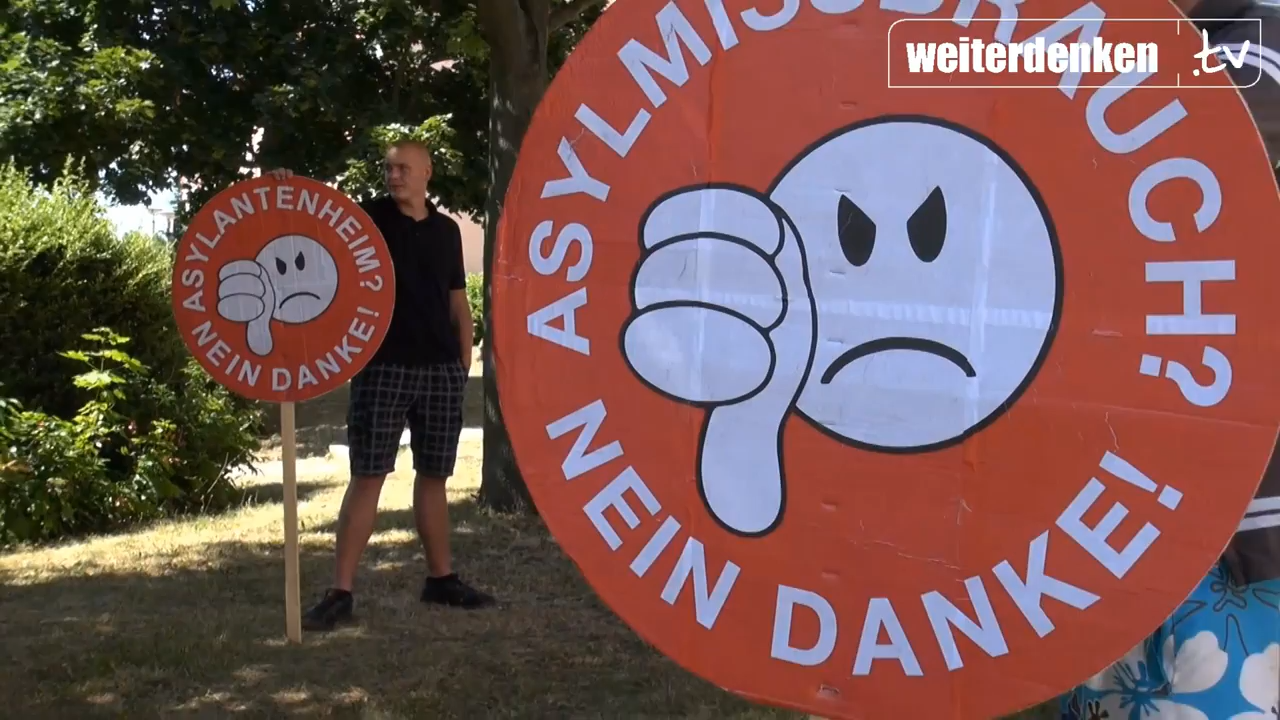 weiterdenken .tv
ASYLMISSBRAUCH?
NEIN DANKE!
ASYLANTENHEIM?
NEIN DANKE!